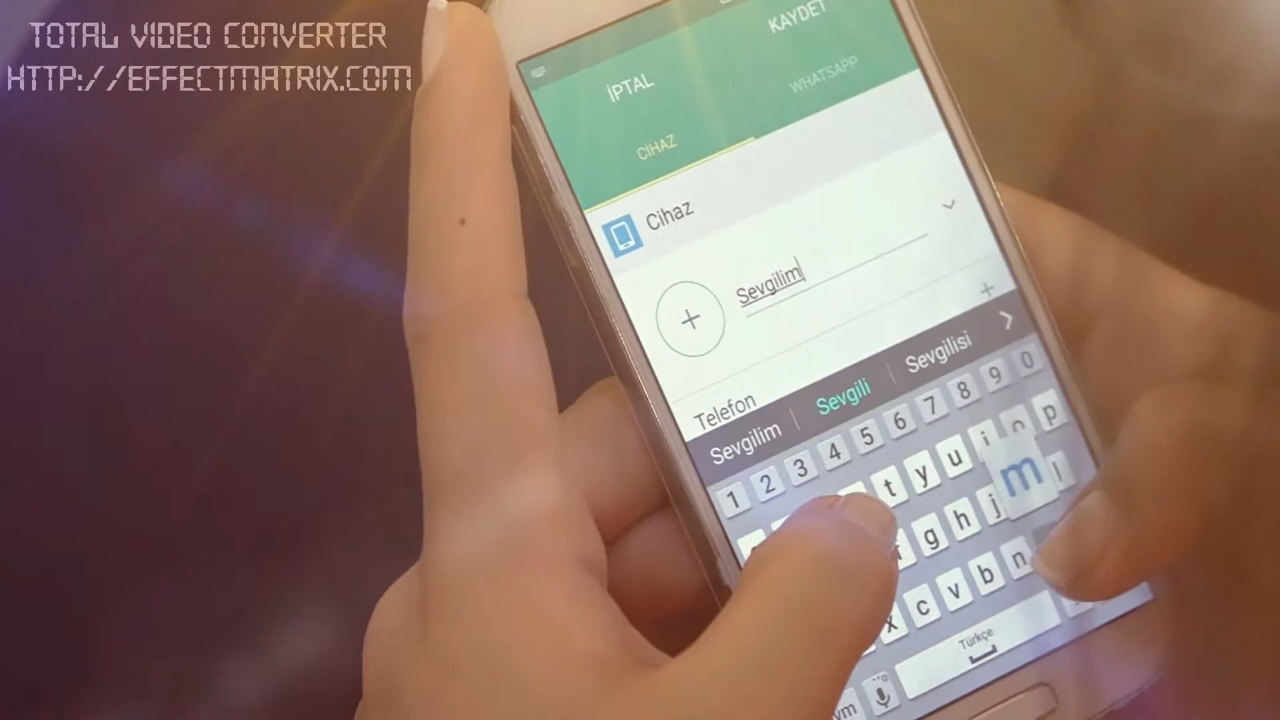 TOTAL VIDEO CONVERTER
HTTP://EFFECTMATRIX.COM
İPTAL
KAYDET
CİHAZ
WHATSAPP
Cihaz
Sevgilim
Telefon
Sevgilim Sevgili Sevgilisi
1 2 3 4 5 6 7 8 9 0
t y u i o p
g h j l
m
x c v b n
Türkçe